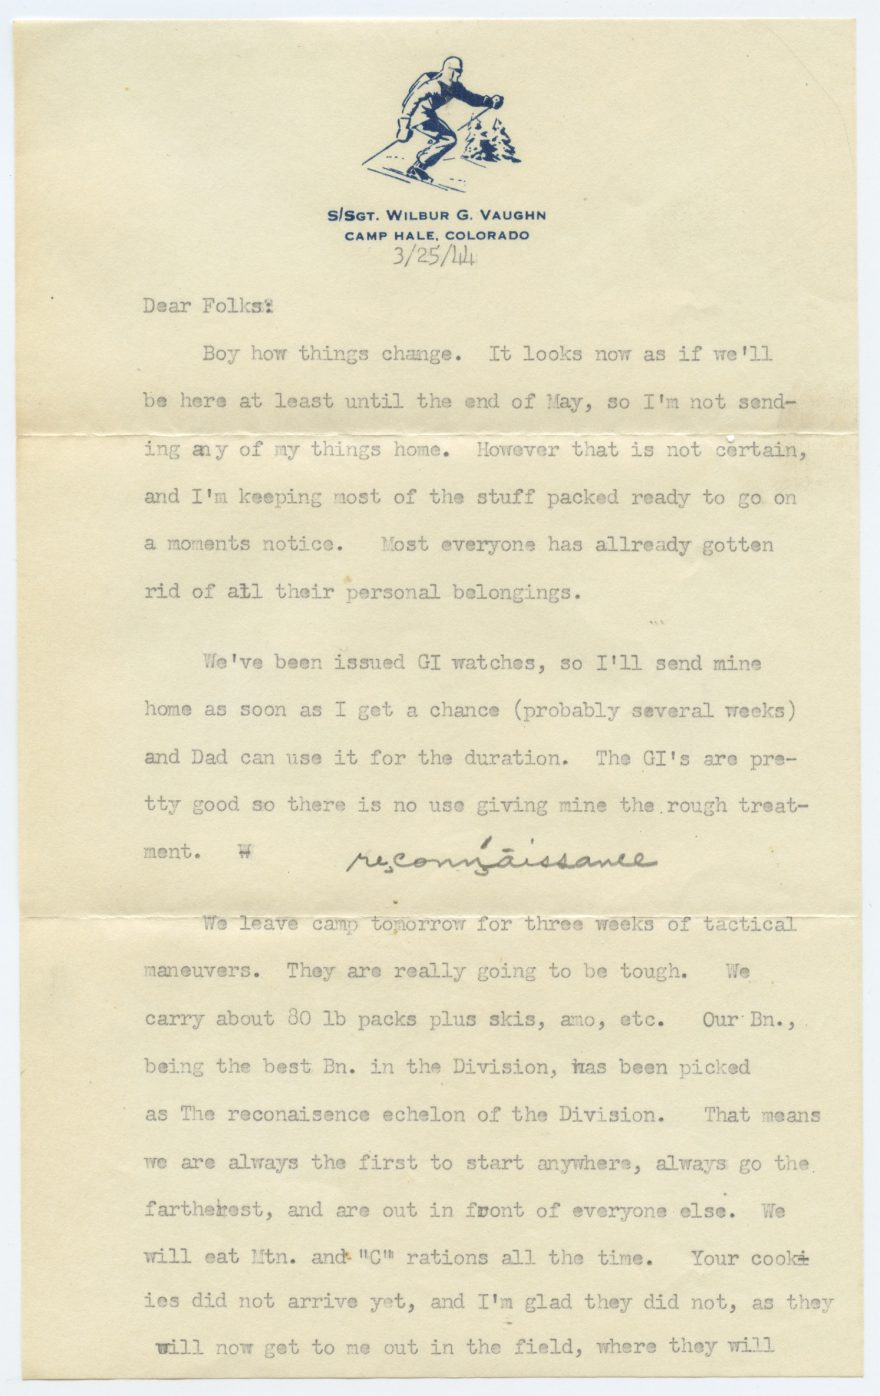 S/SGT. WILBUR G. VAUGHN
CAMP HALE, COLORADO
3/25/44
Dear Folks:
Boy how things change. It looks now as if we'll
be here at least until the end of May, so I'm not send-
ing any of my things home. However that is not certain,
and I'm keeping most of the stuff packed ready to go on
a moments notice. Most everyone has allready gotten
rid of all their personal belongings.
We've been issued GI watches, so I'll send mine
home as soon as I get a chance (probably several weeks)
and Dad can use it for the duration. The GI's are pre-
tty good so there is no use giving mine the rough treat-
ment. W
reconnaissance
We leave camp tomorrow for three weeks of tactical
maneuvers. They are really going to be tough. We
carry about 80 lb packs plus skis, amo, etc. Our Bn.,
being the best Bn. in the Division, has been picked
as The reconaisence echelon of the Division. That means
we are always the first to start anywhere, always go the
fartherest, and are out in front of everyone else. We
will eat Mtn. and "C" rations all the time. Your cook-
ies did not arrive yet, and I'm glad they did not, as they
will now get to me out in the field, where they will